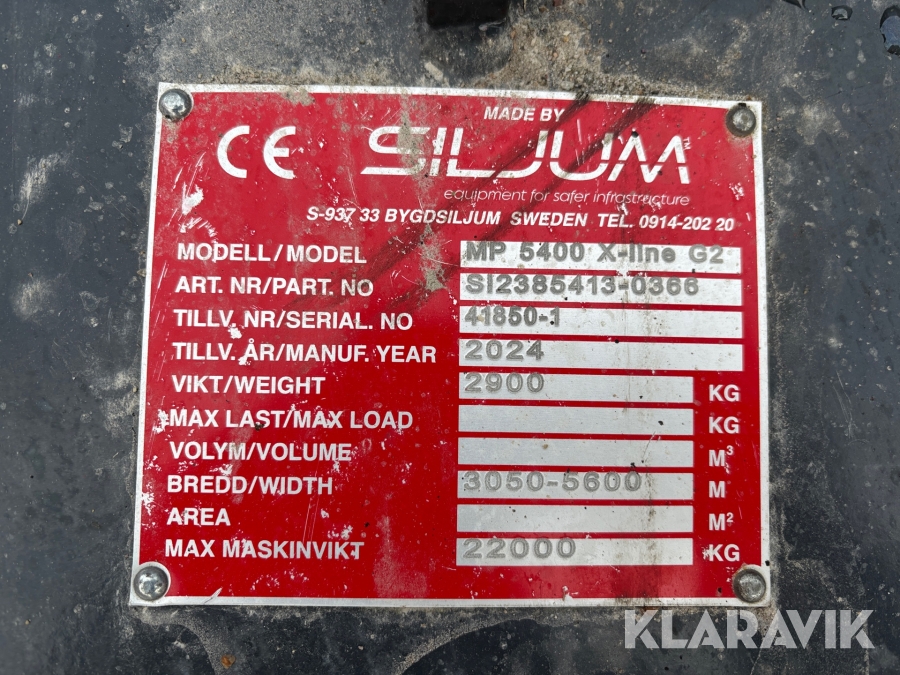 MADE BY
CE SILJUM TM
equipment for safer infrastructure
S-937 33 BYGDSILJUM SWEDEN TEL. 0914-202 20
MODELL/MODEL MP 5400 X-line G2
ART. NR/PART. NO SI2385413-0366
TILLV. NR/SERIAL. NO 41850-1
TILLV. ÅR/MANUF. YEAR 2024
VIKT/WEIGHT 2900 KG
MAX LAST/MAX LOAD KG
VOLYM/VOLUME M³
BREDD/WIDTH 3050-5600 M
AREA M²
MAX MASKINVIKT 22000 KG
KLARAVIK